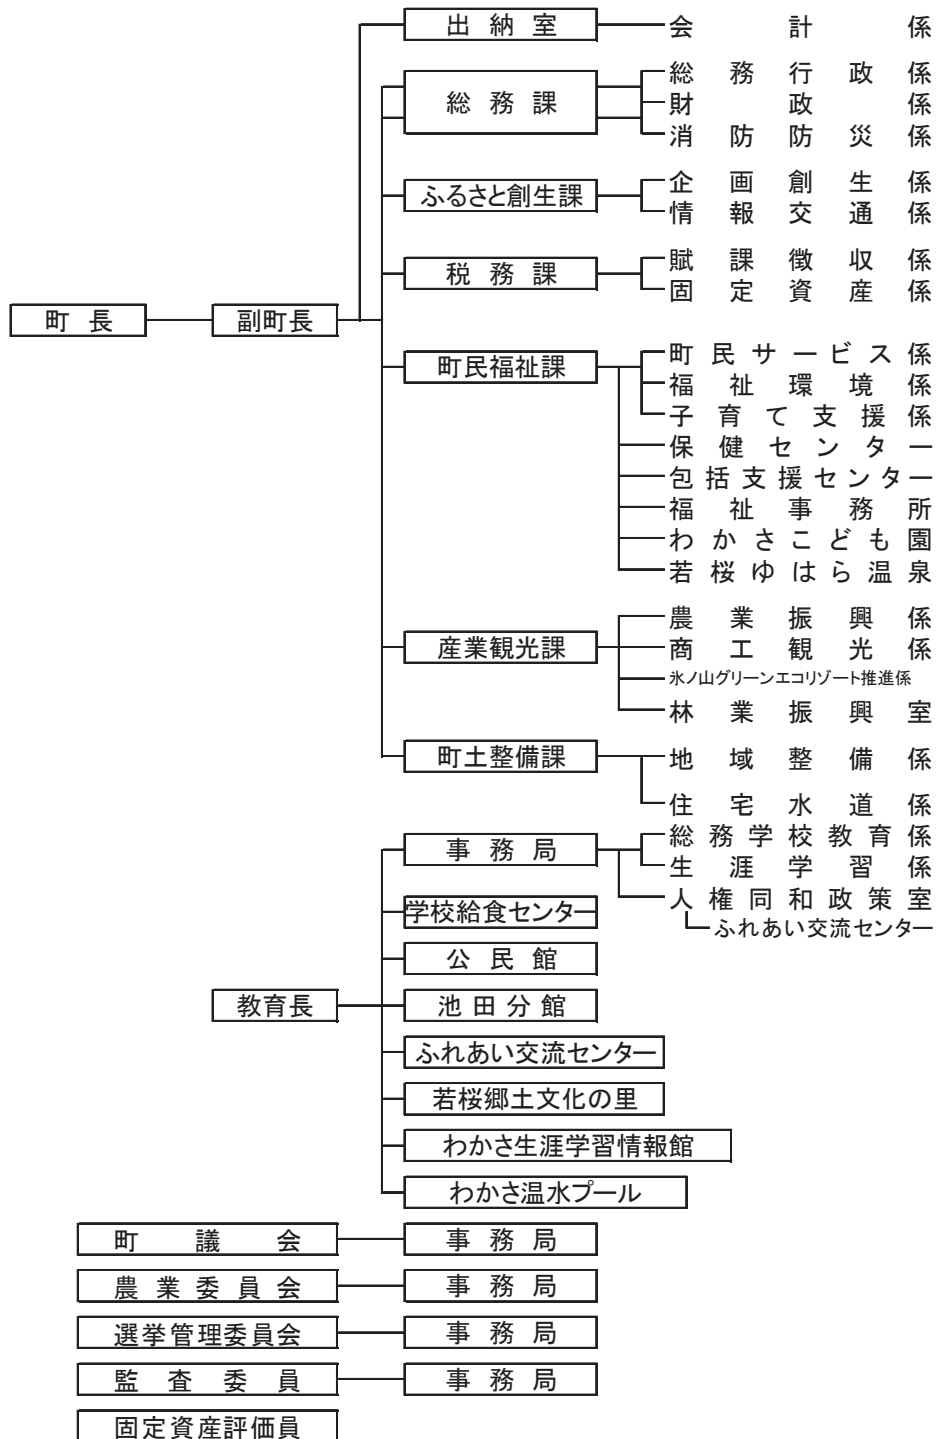 出納室 会計係
総務行政係
総務課 財政係
消防防災係
ふるさと創生課 企画創生係
情報交通係
税務課 賦課徴収係
固定資産係
町長 副町長
町民福祉課 町民サービス係
福祉環境係
子育て支援係
保健センター
包括支援センター
福祉事務所
わかさこども園
若桜ゆはら温泉
農業振興係
産業観光課 商工観光係
氷ノ山グリーンエコリゾート推進係
林業振興室
町土整備課 地域整備係
住宅水道係
事務局 総務学校教育係
生涯学習係
人権同和政策室
学校給食センター
ふれあい交流センター
公民館
教育長 池田分館
ふれあい交流センター
若桜郷土文化の里
わかさ生涯学習情報館
わかさ温水プール
町議会 事務局
農業委員会 事務局
選挙管理委員会 事務局
監査委員 事務局
固定資産評価員